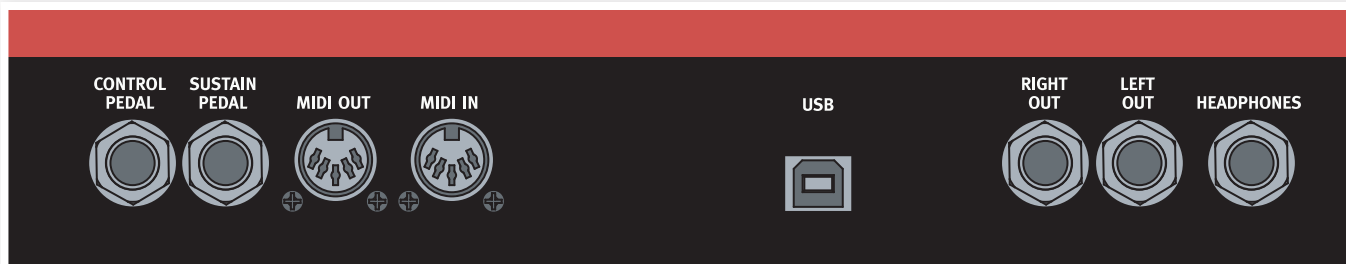 CONTROL
PEDAL
SUSTAIN
PEDAL
MIDI OUT
MIDI IN
USB
RIGHT
OUT
LEFT
OUT
HEADPHONES